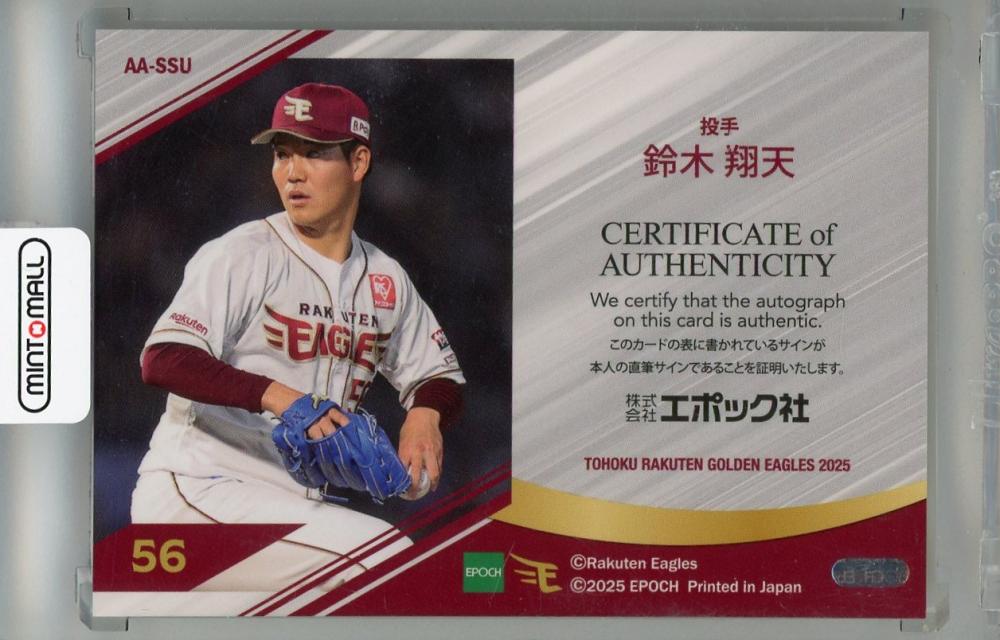 AA-SSU
投手
鈴木 翔天
CERTIFICATE of
AUTHENTICITY
We certify that the autograph
on this card is authentic.
このカードの表に書かれているサインが
本人の直筆サインであることを証明いたします。
株式会社エポック社
TOHOKU RAKUTEN GOLDEN EAGLES 2025
MINT MALL
E
Rakuten
RAKUTEN
EAGLES
56
EPOCH
E
©Rakuten Eagles
©2025 EPOCH Printed in Japan